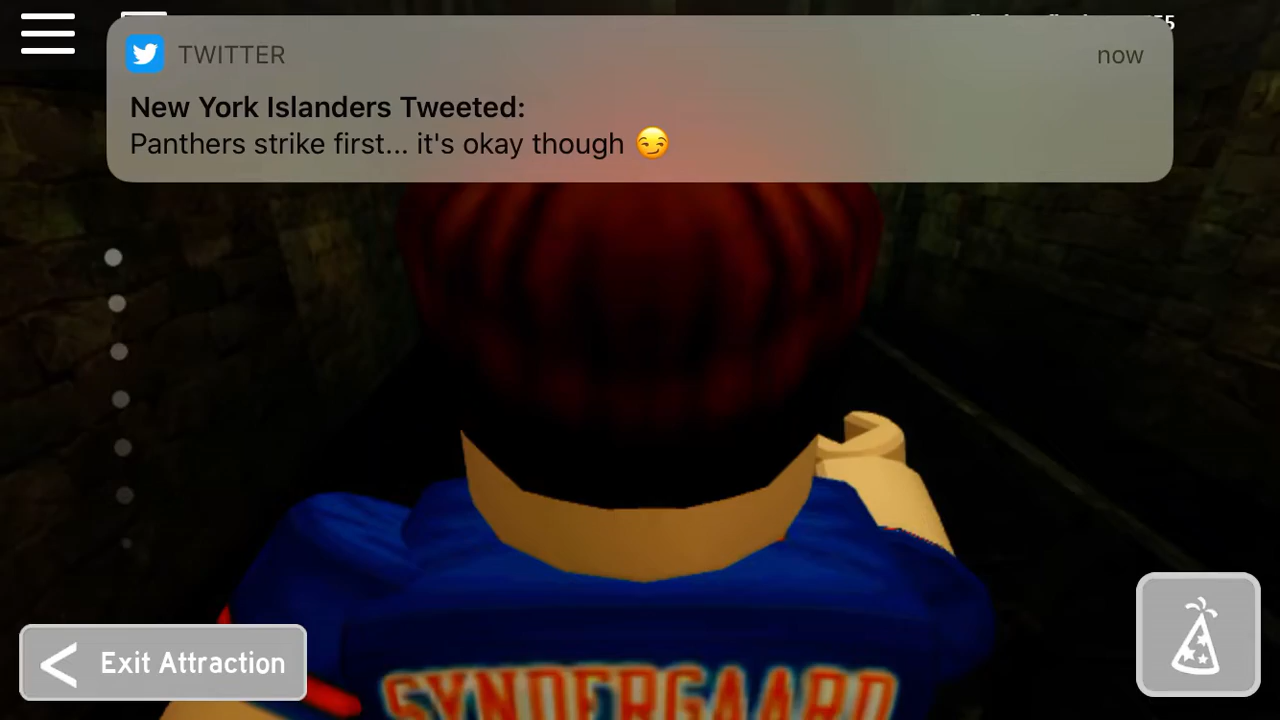 TWITTER
now
New York Islanders Tweeted:
Panthers strike first... it's okay though 😏
Exit Attraction
SYNDERGAARD